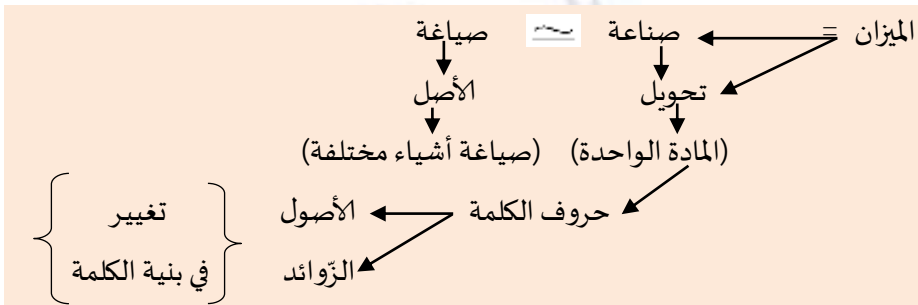 الميزان = صناعة صياغة
تحويل الأصل
(المادة الواحدة) (صياغة أشياء مختلفة)
حروف الكلمة الأصول تغيير
الزّوائد في بنية الكلمة